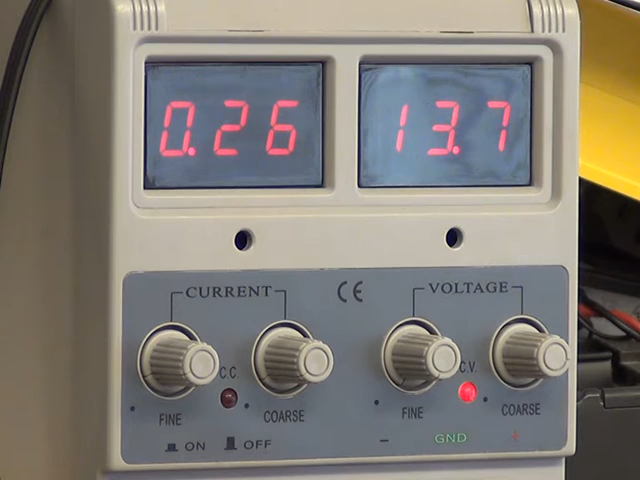 0.26 13.7
CURRENT CE VOLTAGE
C.C. C.V.
FINE COARSE FINE COARSE
ON OFF - GND +